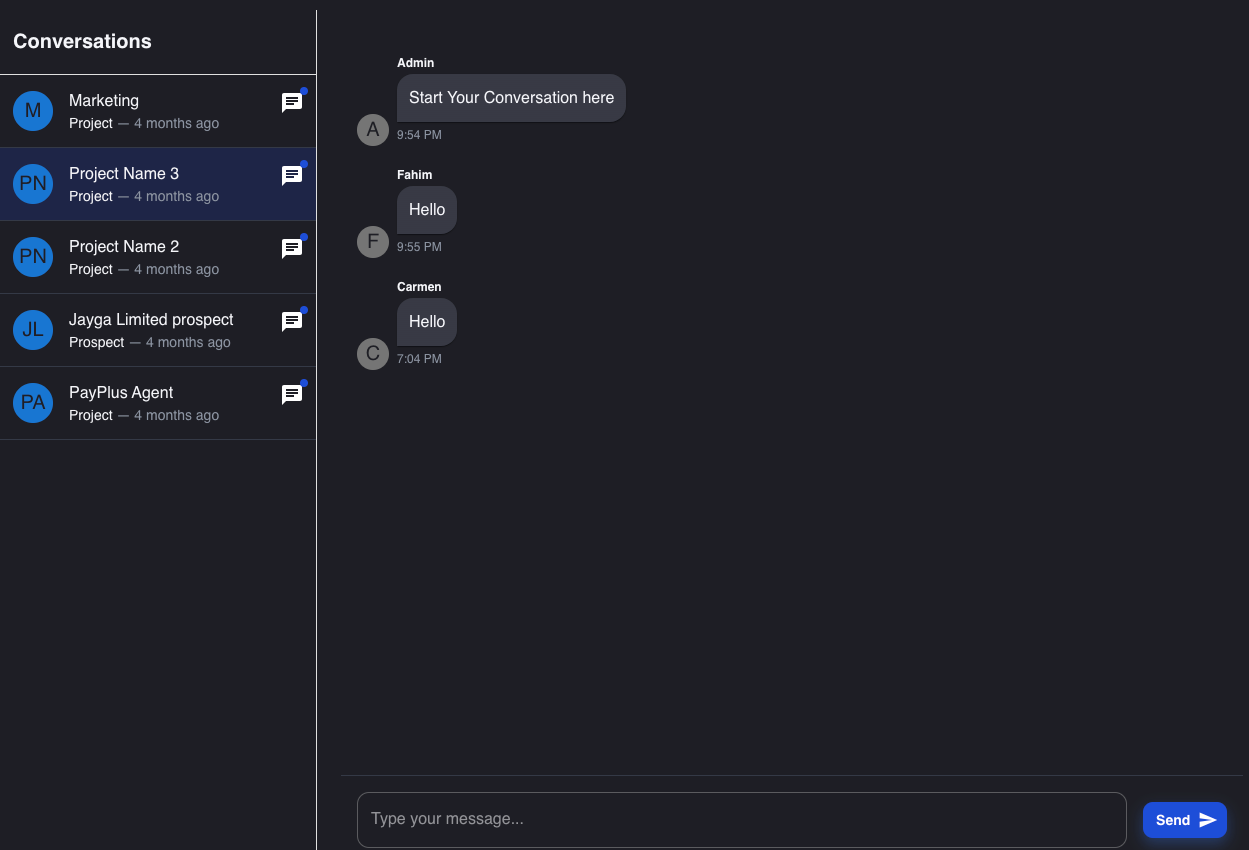 Conversations
M
Marketing
Project — 4 months ago
PN
Project Name 3
Project — 4 months ago
PN
Project Name 2
Project — 4 months ago
JL
Jayga Limited prospect
Prospect — 4 months ago
PA
PayPlus Agent
Project — 4 months ago
Admin
Start Your Conversation here
A
9:54 PM
Fahim
Hello
F
9:55 PM
Carmen
Hello
C
7:04 PM
Type your message...
Send